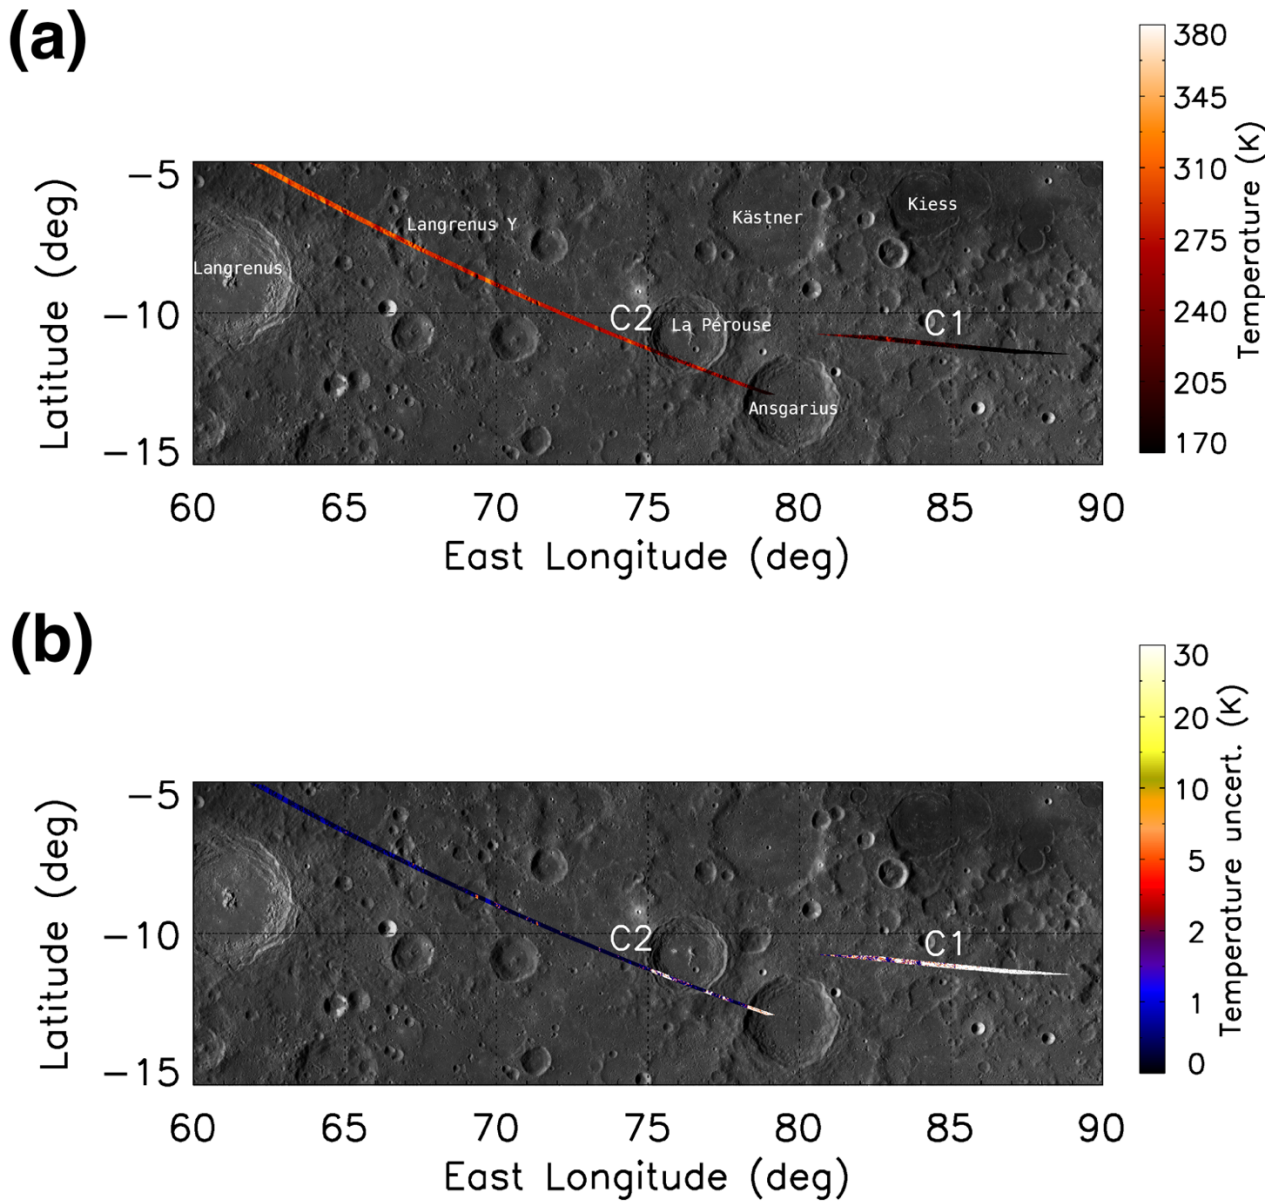 (a)
380
345
310
275
240
205
170
Temperature (K)
−5
−10
−15
Latitude (deg)
Langrenus Y
Langrenus
Kästner
Kiess
C2
La Pérouse
C1
Ansgarius
60 65 70 75 80 85 90
East Longitude (deg)
(b)
30
20
10
5
2
1
0
Temperature uncert. (K)
−5
−10
−15
Latitude (deg)
C2
C1
60 65 70 75 80 85 90
East Longitude (deg)